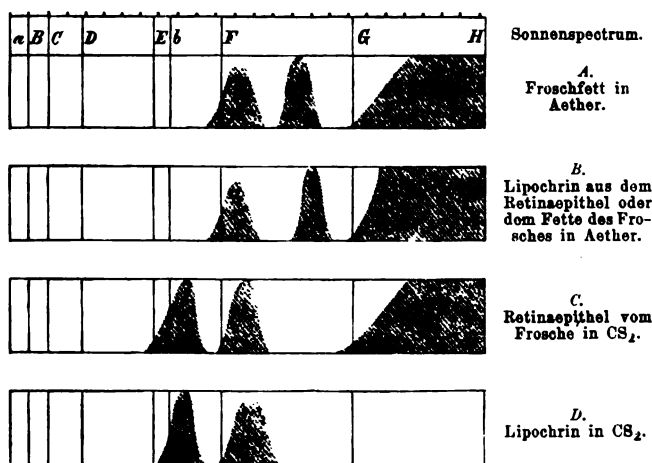 a B C D E b F G H
Sonnenspectrum.
A.
Froschfett in
Aether.
B.
Lipochrin aus dem
Retinaepithel oder
dem Fette des Fro-
sches in Aether.
C.
Retinaepithel vom
Frosche in CS₂.
D.
Lipochrin in CS₂.